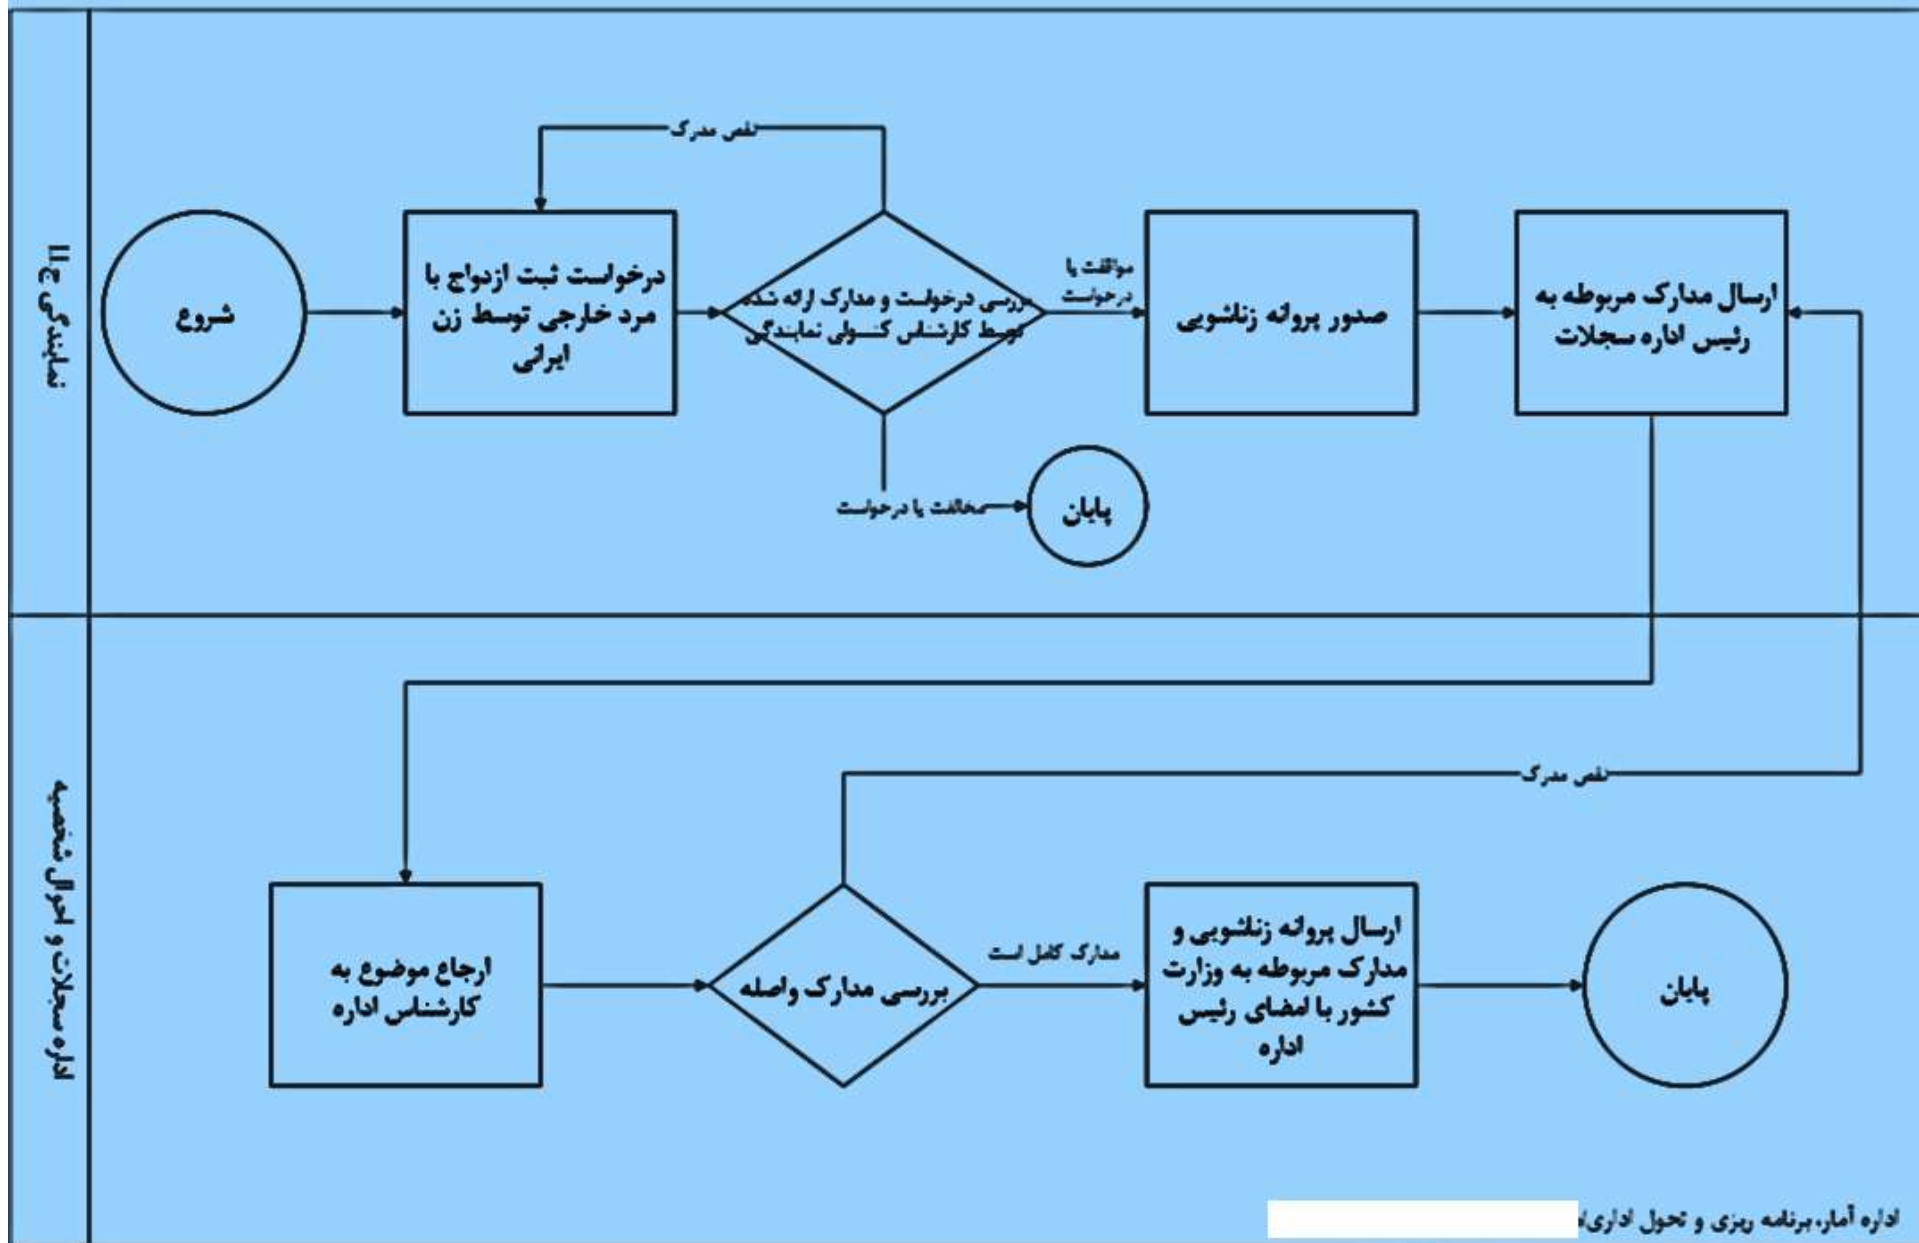 نمایندگی ج.ا.ا
شروع
درخواست ثبت ازدواج با
مرد خارجی توسط زن
ایرانی
نقص مدرک
بررسی درخواست و مدارک ارائه شده
توسط کارشناس کنسولی نمایندگی
موافقت با
درخواست
صدور پروانه زناشویی
ارسال مدارک مربوطه به
رئیس اداره سجلات
مخالفت با درخواست
پایان
اداره سجلات و احوال شخصیه
نقص مدرک
ارجاع موضوع به
کارشناس اداره
بررسی مدارک واصله
مدارک کامل است
ارسال پروانه زناشویی و
مدارک مربوطه به وزارت
کشور با امضای رئیس
اداره
پایان
اداره آمار، برنامه ریزی و تحول اداری/